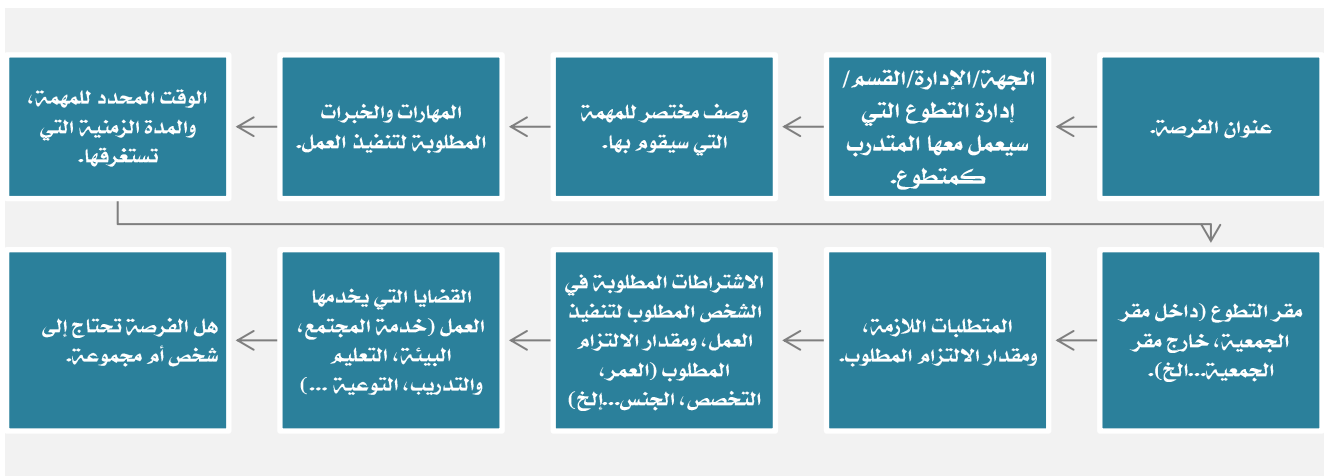 عنوان الفرصة.
الجهة/الإدارة/القسم/
إدارة التطوع التي
سيعمل معها المتدرب
كمتطوع.
وصف مختصر للمهمة
التي سيقوم بها.
المهارات والخبرات
المطلوبة لتنفيذ العمل.
الوقت المحدد للمهمة،
والمدة الزمنية التي
تستغرقها.
مقر التطوع (داخل مقر
الجمعية، خارج مقر
الجمعية...الخ).
المتطلبات اللازمة،
ومقدار الالتزام المطلوب.
الاشتراطات المطلوبة في
الشخص المطلوب لتنفيذ
العمل، ومقدار الالتزام
المطلوب (العمر،
التخصص، الجنس...إلخ)
القضايا التي يخدمها
العمل (خدمة المجتمع،
البيئة، التعليم
والتدريب، التوعية ...)
هل الفرصة تحتاج إلى
شخص أم مجموعة.